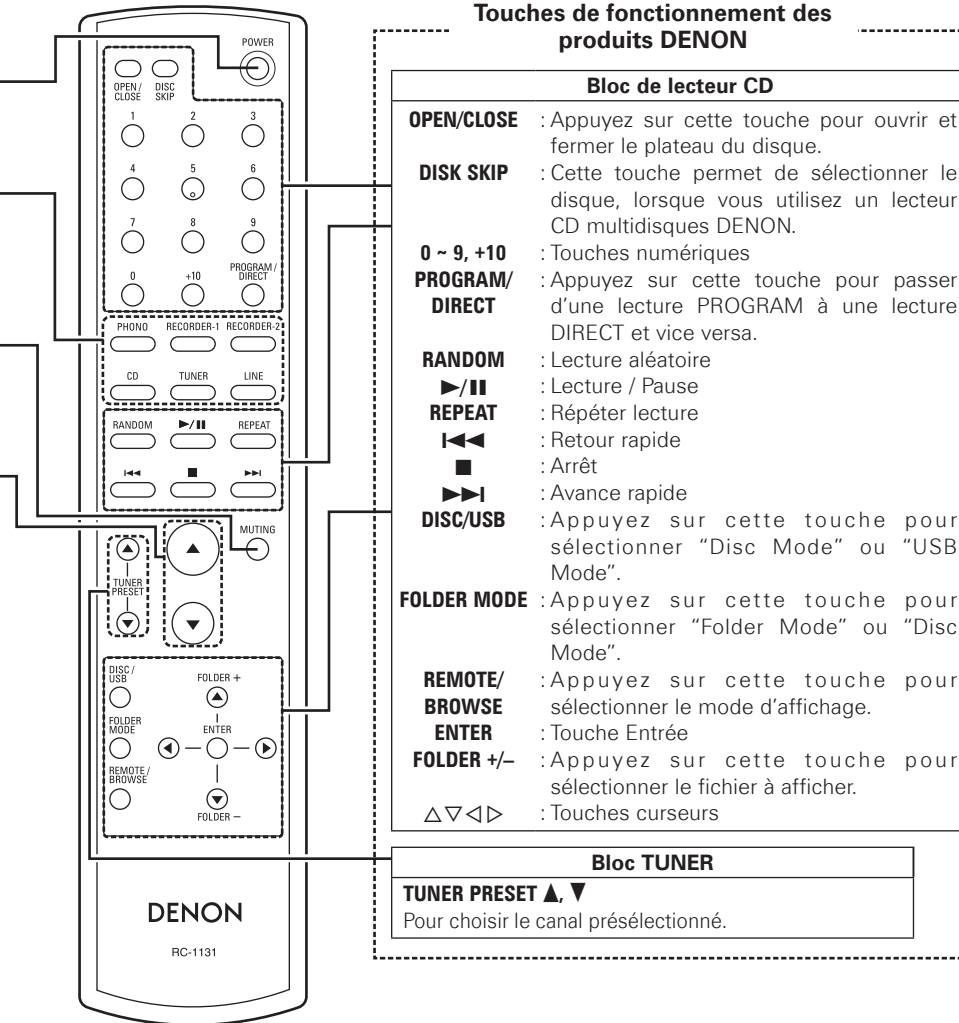 Touches de fonctionnement des
produits DENON
POWER
OPEN / DISC
CLOSE SKIP
1 2 3
4 5 6
7 8 9
0 +10 PROGRAM /
DIRECT
PHONO RECORDER-1 RECORDER-2
CD TUNER LINE
RANDOM ►/II REPEAT
I◄◄ ■ ►►I
MUTING
▲ ▲
TUNER
PRESET
▼ ▼
DISC /
USB
FOLDER +
▲
FOLDER
MODE
ENTER
◄ ►
REMOTE /
BROWSE
▼
FOLDER –
DENON
RC-1131
Bloc de lecteur CD
OPEN/CLOSE : Appuyez sur cette touche pour ouvrir et
fermer le plateau du disque.
DISK SKIP : Cette touche permet de sélectionner le
disque, lorsque vous utilisez un lecteur
CD multidisques DENON.
0 ~ 9, +10 : Touches numériques
PROGRAM/ : Appuyez sur cette touche pour passer
DIRECT d'une lecture PROGRAM à une lecture
DIRECT et vice versa.
RANDOM : Lecture aléatoire
►/II : Lecture / Pause
REPEAT : Répéter lecture
I◄◄ : Retour rapide
■ : Arrêt
►►I : Avance rapide
DISC/USB : Appuyez sur cette touche pour
sélectionner “Disc Mode” ou “USB
Mode”.
FOLDER MODE : Appuyez sur cette touche pour
sélectionner “Folder Mode” ou “Disc
Mode”.
REMOTE/ : Appuyez sur cette touche pour
BROWSE sélectionner le mode d'affichage.
ENTER : Touche Entrée
FOLDER +/– : Appuyez sur cette touche pour
sélectionner le fichier à afficher.
△▽◁▷ : Touches curseurs
Bloc TUNER
TUNER PRESET ▲, ▼
Pour choisir le canal présélectionné.